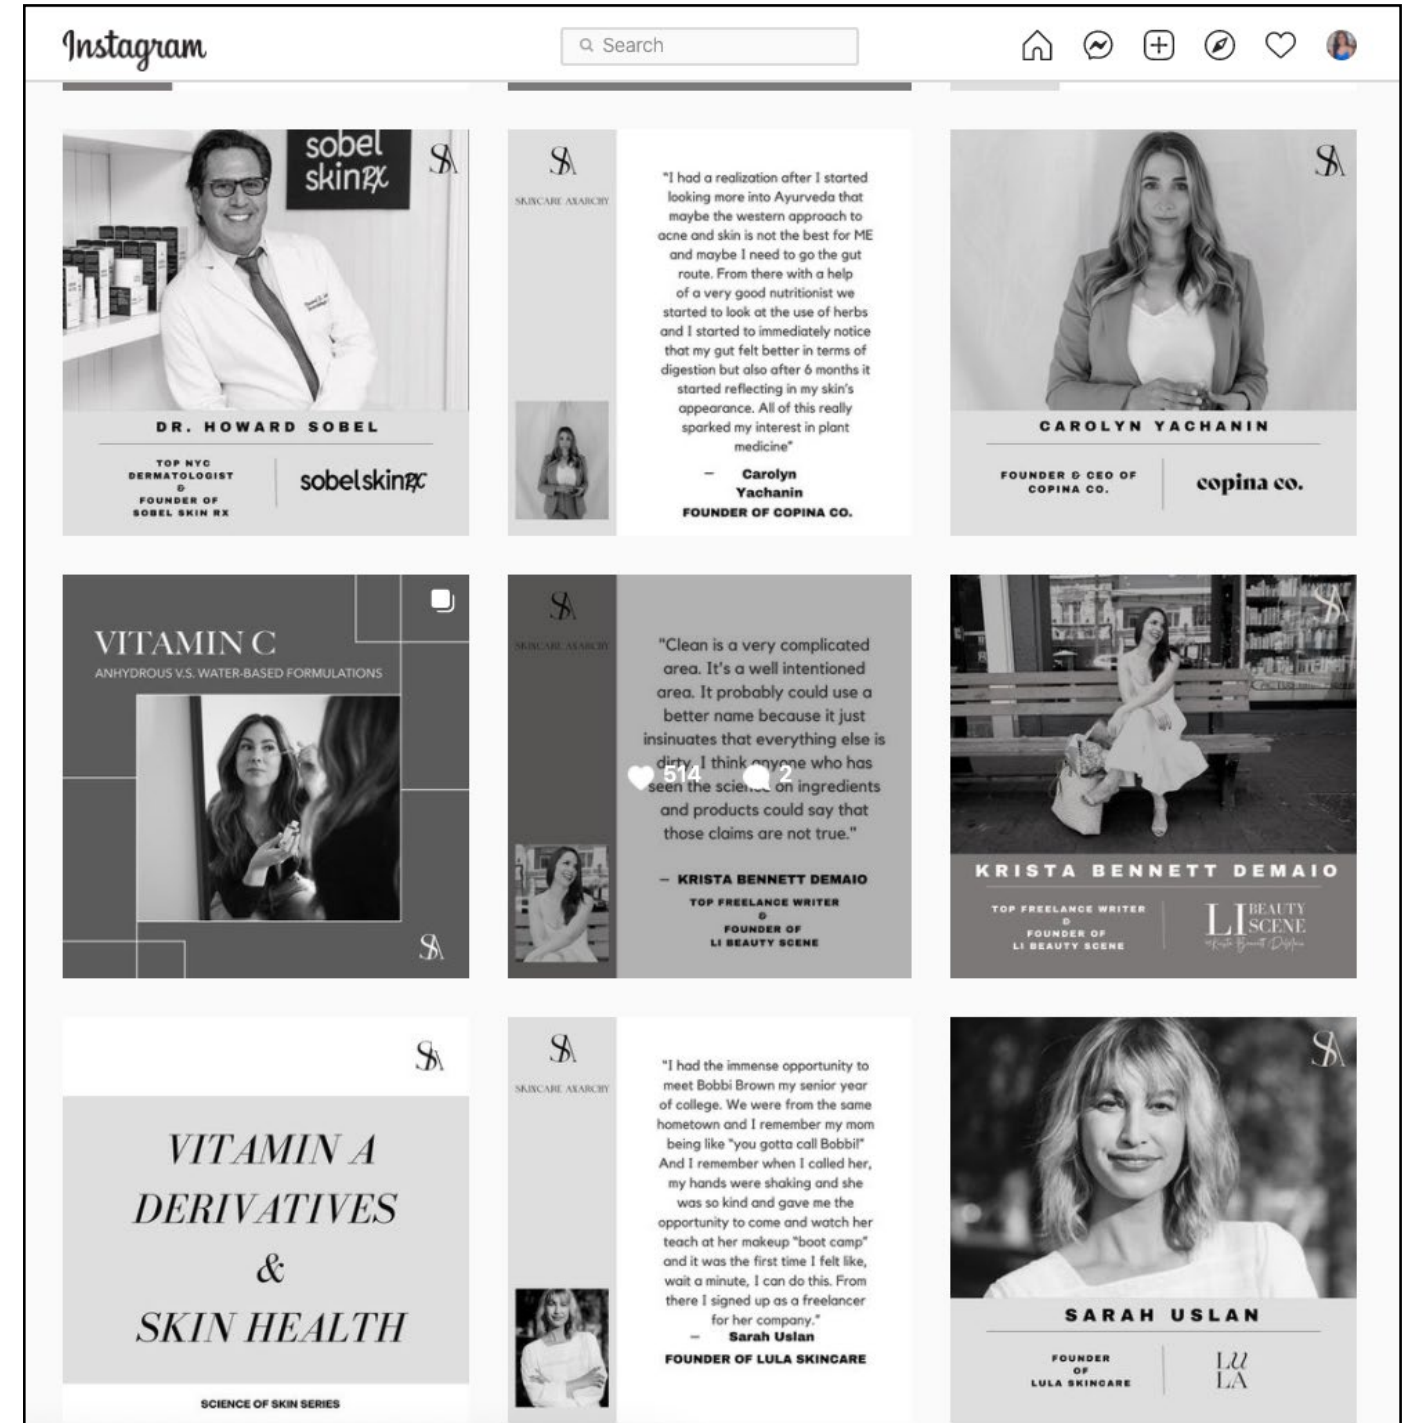 Instagram
Search
sobel
skin RX
SA
DR. HOWARD SOBEL
TOP NYC
DERMATOLOGIST
&
FOUNDER OF
SOBEL SKIN RX
sobelskinRX
SA
SKINCARE ANARCHY
"I had a realization after I started
looking more into Ayurveda that
maybe the western approach to
acne and skin is not the best for ME
and maybe I need to go the gut
route. From there with a help
of a very good nutritionist we
started to look at the use of herbs
and I started to immediately notice
that my gut felt better in terms of
digestion but also after 6 months it
started reflecting in my skin's
appearance. All of this really
sparked my interest in plant
medicine"
– Carolyn
Yachanin
FOUNDER OF COPINA CO.
SA
CAROLYN YACHANIN
FOUNDER & CEO OF
COPINA CO.
copina co.
VITAMIN C
ANHYDROUS V.S. WATER-BASED FORMULATIONS
SA
SA
SKINCARE ANARCHY
"Clean is a very complicated
area. It's a well intentioned
area. It probably could use a
better name because it just
insinuates that everything else is
dirty. I think anyone who has
514 2
seen the science on ingredients
and products could say that
those claims are not true."
– KRISTA BENNETT DEMAIO
TOP FREELANCE WRITER
&
FOUNDER OF
LI BEAUTY SCENE
SA
KRISTA BENNETT DEMAIO
TOP FREELANCE WRITER
&
FOUNDER OF
LI BEAUTY SCENE
LI BEAUTY
SCENE
Krista Bennett DeMaio
SA
VITAMIN A
DERIVATIVES
&
SKIN HEALTH
SCIENCE OF SKIN SERIES
SA
SKINCARE ANARCHY
"I had the immense opportunity to
meet Bobbi Brown my senior year
of college. We were from the same
hometown and I remember my mom
being like "you gotta call Bobbi!"
And I remember when I called her,
my hands were shaking and she
was so kind and gave me the
opportunity to come and watch her
teach at her makeup "boot camp"
and it was the first time I felt like,
wait a minute, I can do this. From
there I signed up as a freelancer
for her company."
– Sarah Uslan
FOUNDER OF LULA SKINCARE
SA
SARAH USLAN
FOUNDER
OF
LULA SKINCARE
LU
LA